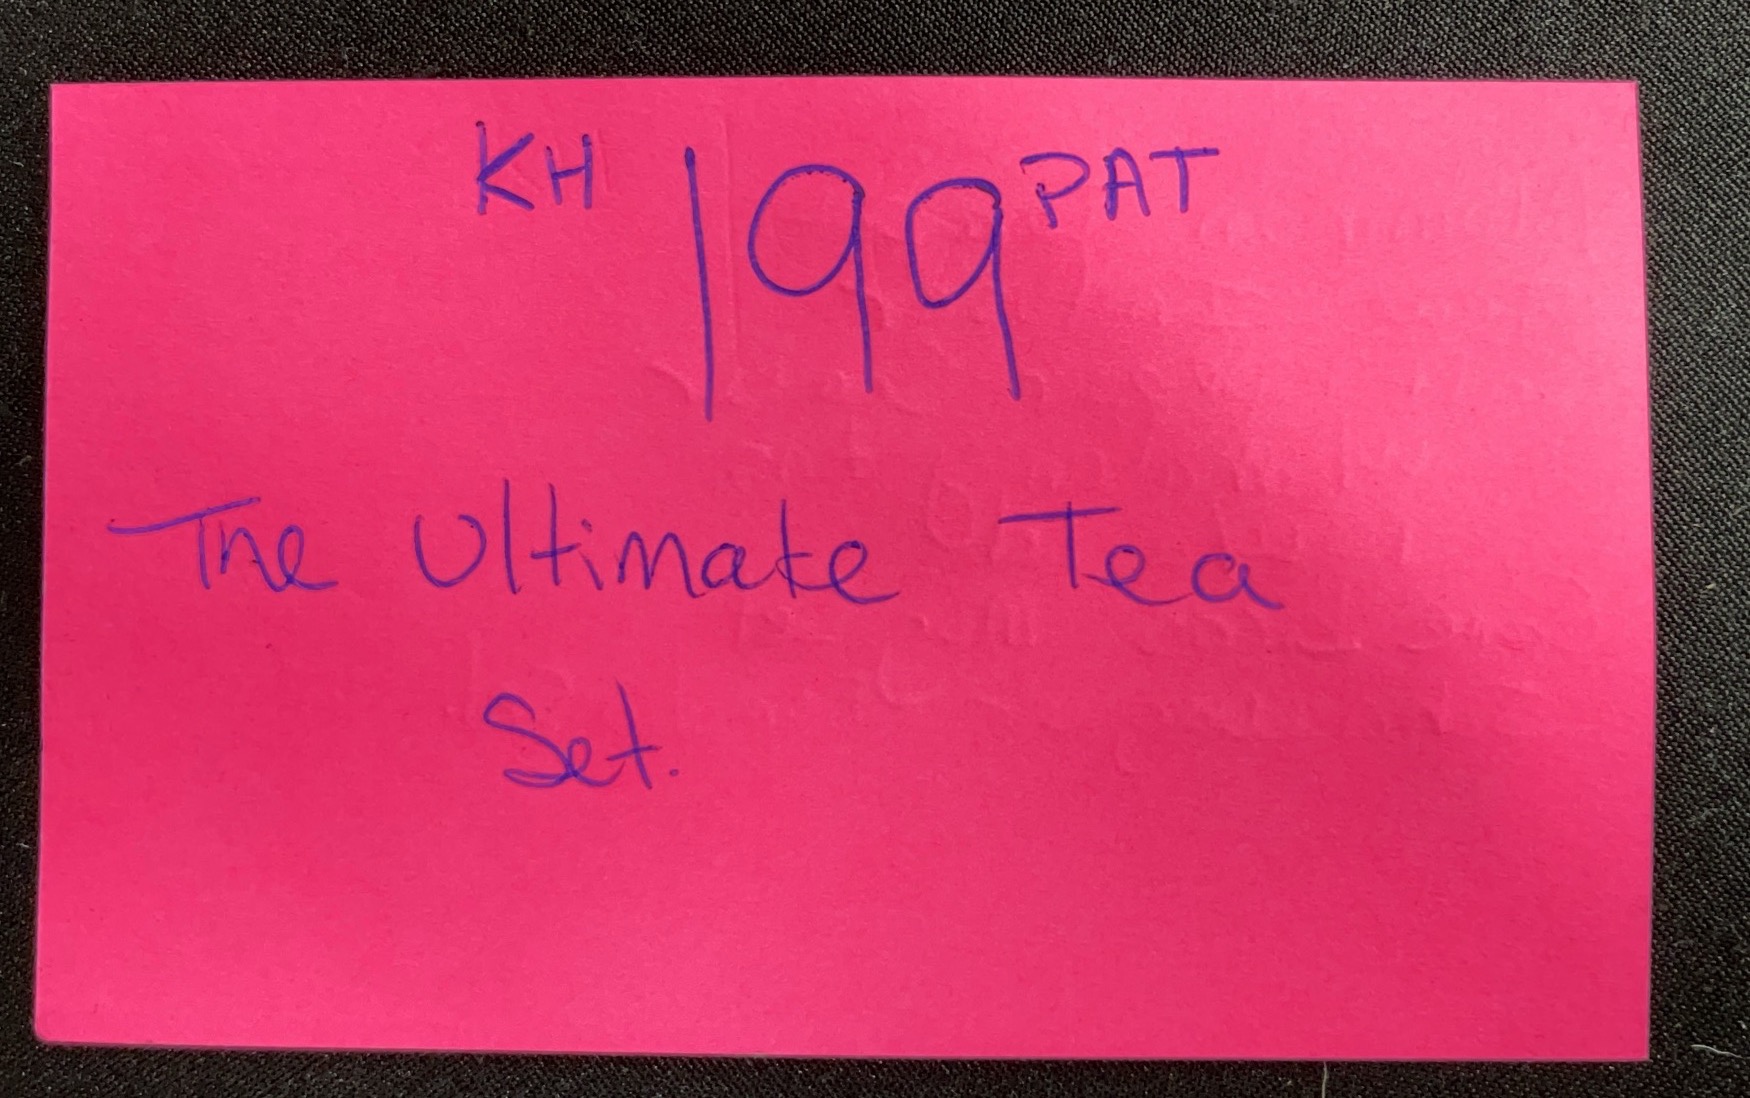 KH 199 PAT
The Ultimate Tea
Set.